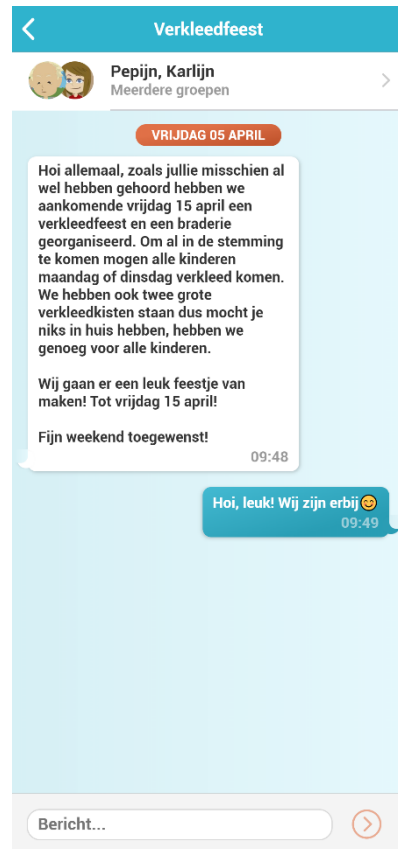 Verkleedfeest
Pepijn, Karlijn
Meerdere groepen
VRIJDAG 05 APRIL
Hoi allemaal, zoals jullie misschien al
wel hebben gehoord hebben we
aankomende vrijdag 15 april een
verkleedfeest en een braderie
georganiseerd. Om al in de stemming
te komen mogen alle kinderen
maandag of dinsdag verkleed komen.
We hebben ook twee grote
verkleedkisten staan dus mocht je
niks in huis hebben, hebben we
genoeg voor alle kinderen.
Wij gaan er een leuk feestje van
maken! Tot vrijdag 15 april!
Fijn weekend toegewenst!
09:48
Hoi, leuk! Wij zijn erbij😊
09:49
Bericht...